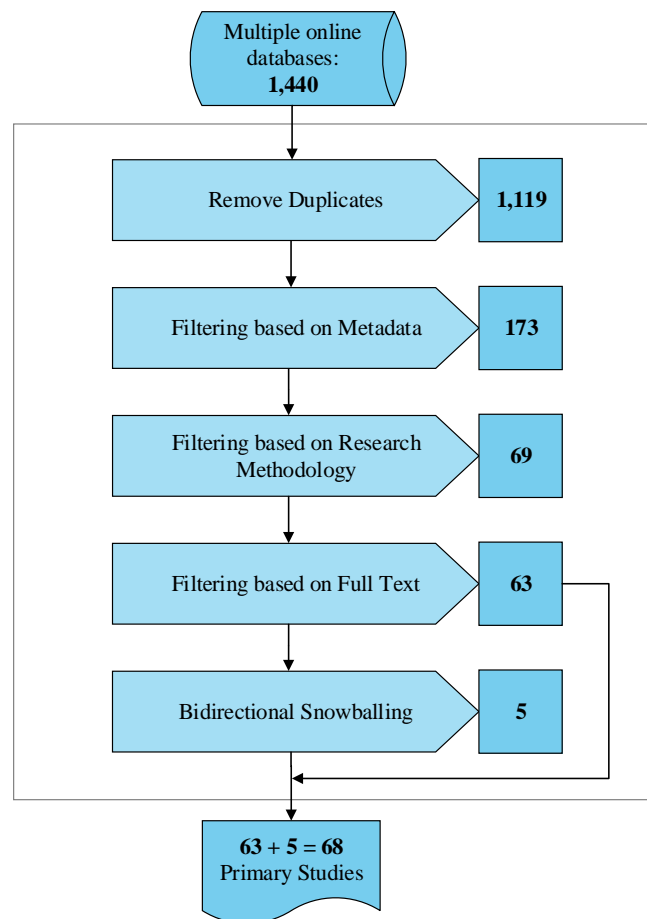 Multiple online
databases:
1,440
Remove Duplicates
1,119
Filtering based on Metadata
173
Filtering based on Research
Methodology
69
Filtering based on Full Text
63
Bidirectional Snowballing
5
63 + 5 = 68
Primary Studies